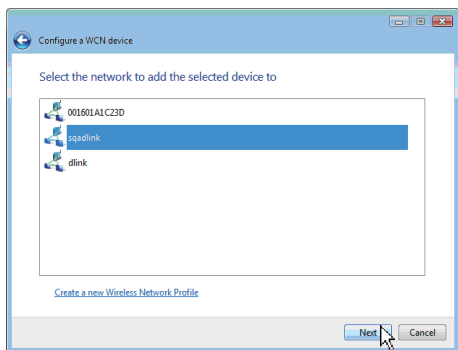 Configure a WCN device
Select the network to add the selected device to
001601A1C23D
sqadlink
dlink
Create a new Wireless Network Profile
Next
Cancel